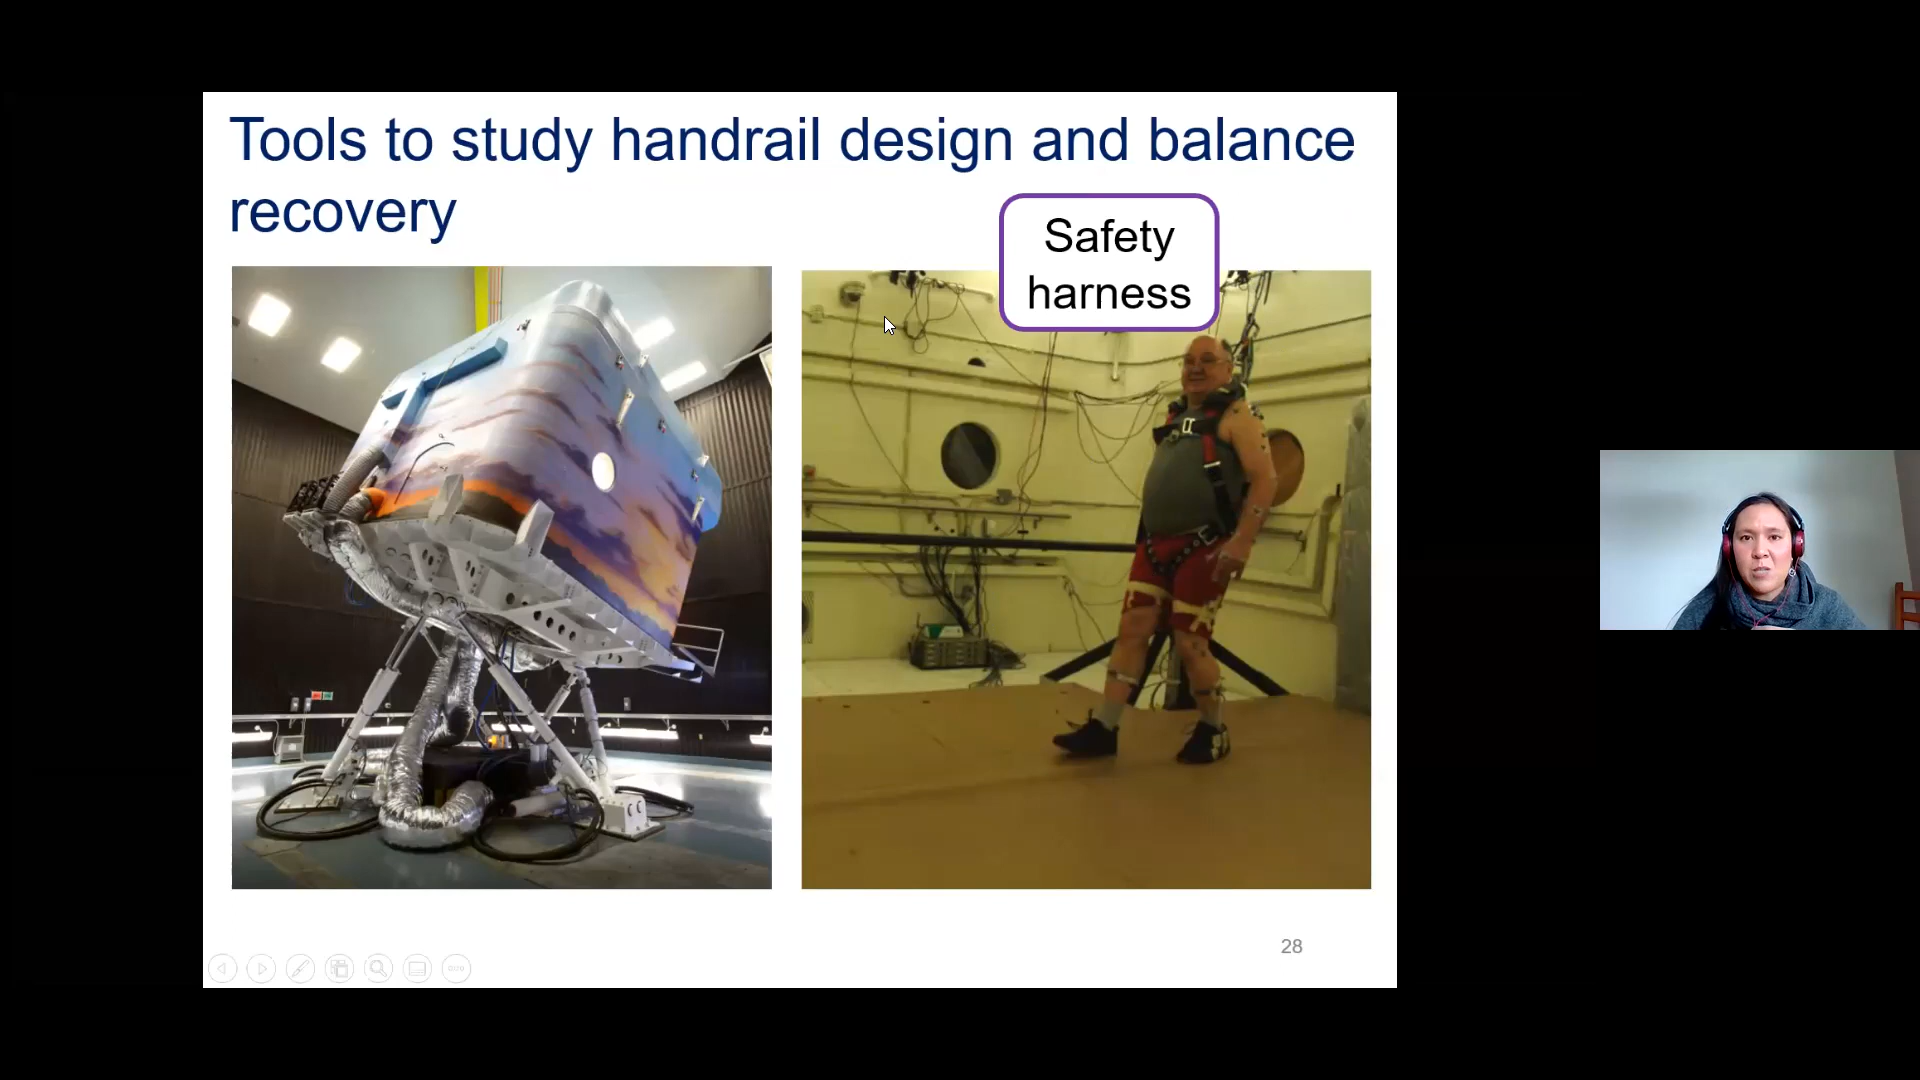 Tools to study handrail design and balance
recovery
Safety
harness
28